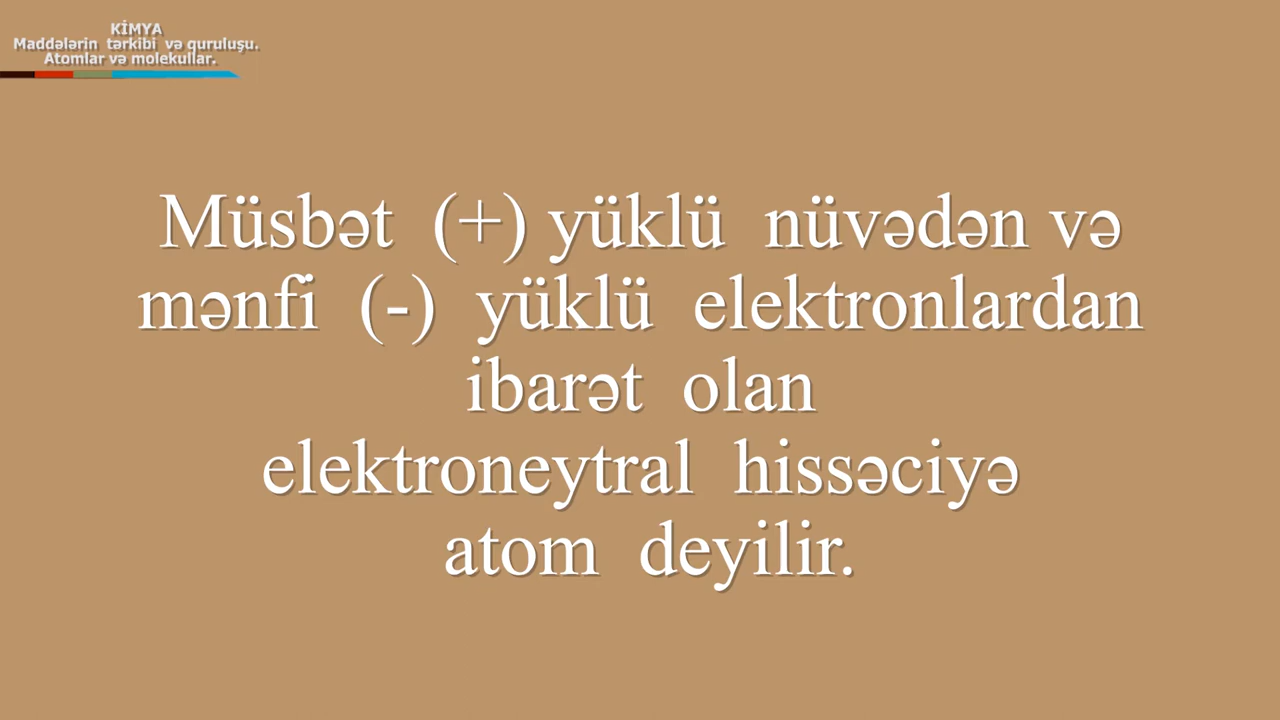 KİMYA
Maddələrin tərkibi və quruluşu.
Atomlar və molekullar.
Müsbət (+) yüklü nüvədən və
mənfi (-) yüklü elektronlardan
ibarət olan
elektroneytral hissəciyə
atom deyilir.